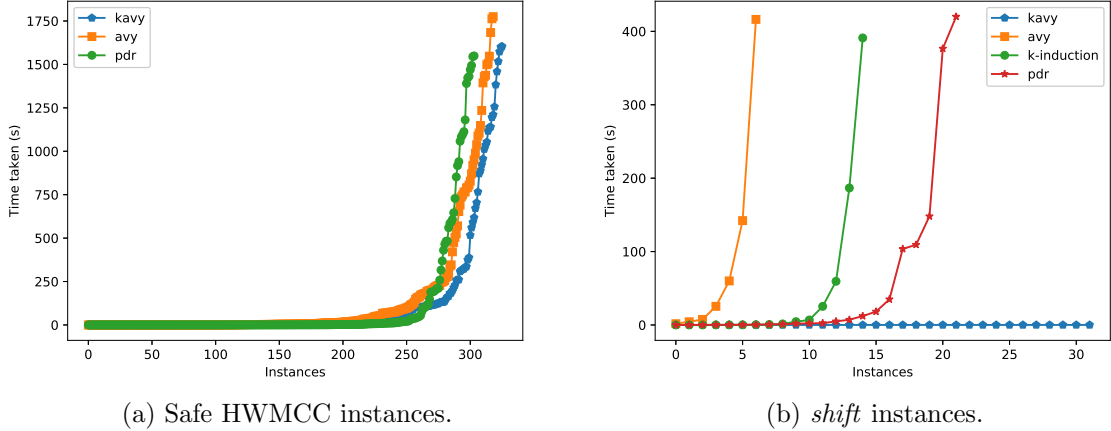 kavy
avy
pdr
1750
1500
1250
1000
750
500
250
0
Time taken (s)
0 50 100 150 200 250 300
Instances
(a) Safe HWMCC instances.
kavy
avy
k-induction
pdr
400
300
200
100
0
Time taken (s)
0 5 10 15 20 25 30
Instances
(b) shift instances.